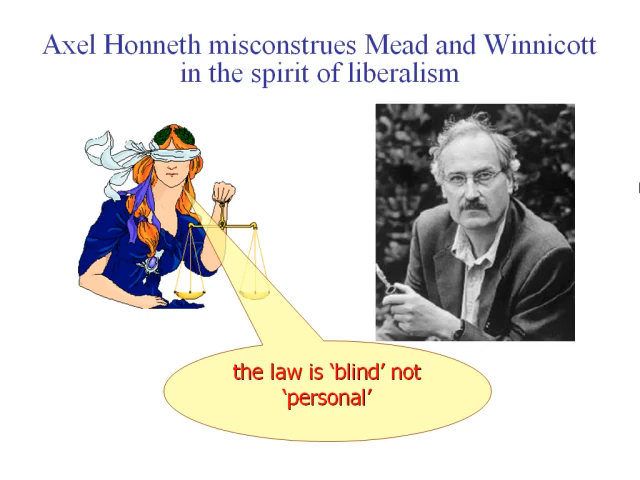 Axel Honneth misconstrues Mead and Winnicott
in the spirit of liberalism
the law is ‘blind’ not
‘personal’